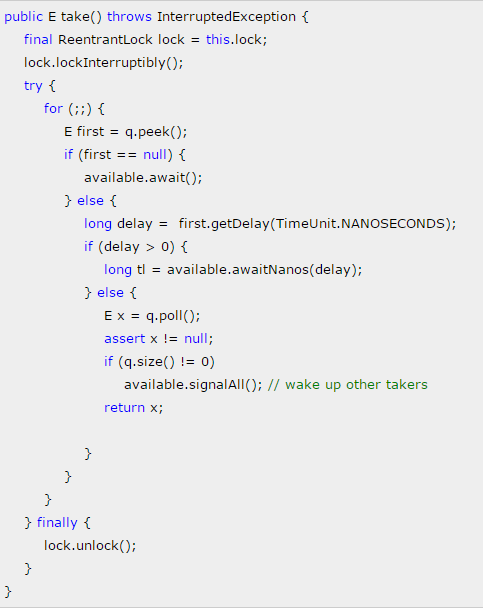 public E take() throws InterruptedException {
    final ReentrantLock lock = this.lock;
    lock.lockInterruptibly();
    try {
        for (;;) {
            E first = q.peek();
            if (first == null) {
                available.await();
            } else {
                long delay =  first.getDelay(TimeUnit.NANOSECONDS);
                if (delay > 0) {
                    long tl = available.awaitNanos(delay);
                } else {
                    E x = q.poll();
                    assert x != null;
                    if (q.size() != 0)
                        available.signalAll(); // wake up other takers
                    return x;

                }
            }
        }
    } finally {
        lock.unlock();
    }
}